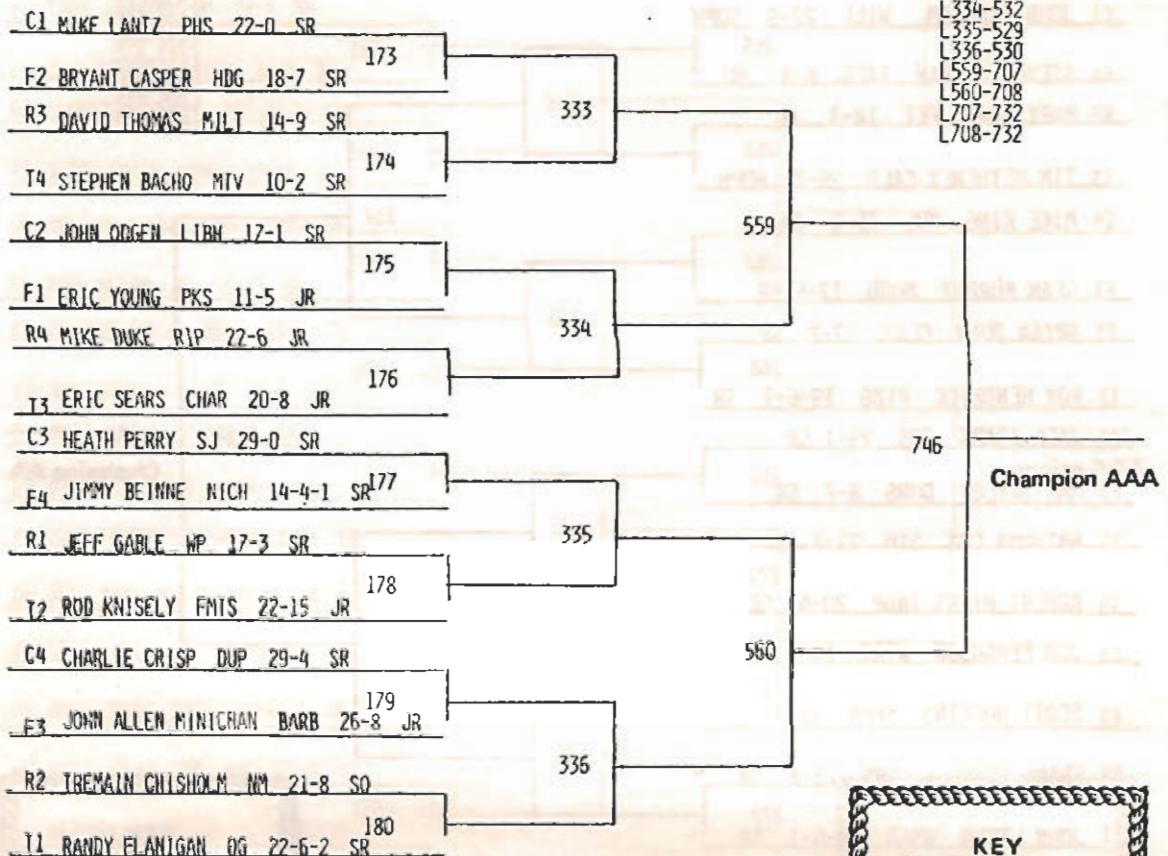 C1 MIKE LANTZ PHS 22-0 SR
173
F2 BRYANT CASPER HDG 18-7 SR
333
R3 DAVID THOMAS MILT 14-9 SR
174
T4 STEPHEN BACHO MTV 10-2 SR
559
C2 JOHN ODGEN LIBH 17-1 SR
175
F1 ERIC YOUNG PKS 11-5 JR
334
R4 MIKE DUKE RIP 22-6 JR
176
T3 ERIC SEARS CHAR 20-8 JR
746
Champion AAA
C3 HEATH PERRY SJ 29-0 SR
177
F4 JIMMY BEINNE NICH 14-4-1 SR
335
R1 JEFF GABLE WP 17-3 SR
178
T2 ROD KNISELY FMTS 22-15 JR
560
C4 CHARLIE CRISP DUP 29-4 SR
179
F3 JOHN ALLEN MINICHAN BARB 26-8 JR
336
R2 TREMAIN CHISHOLM NM 21-8 SO
180
T1 RANDY FLANIGAN OG 22-6-2 SR
L334-532
L335-529
L336-530
L559-707
L560-708
L707-732
L708-732
KEY